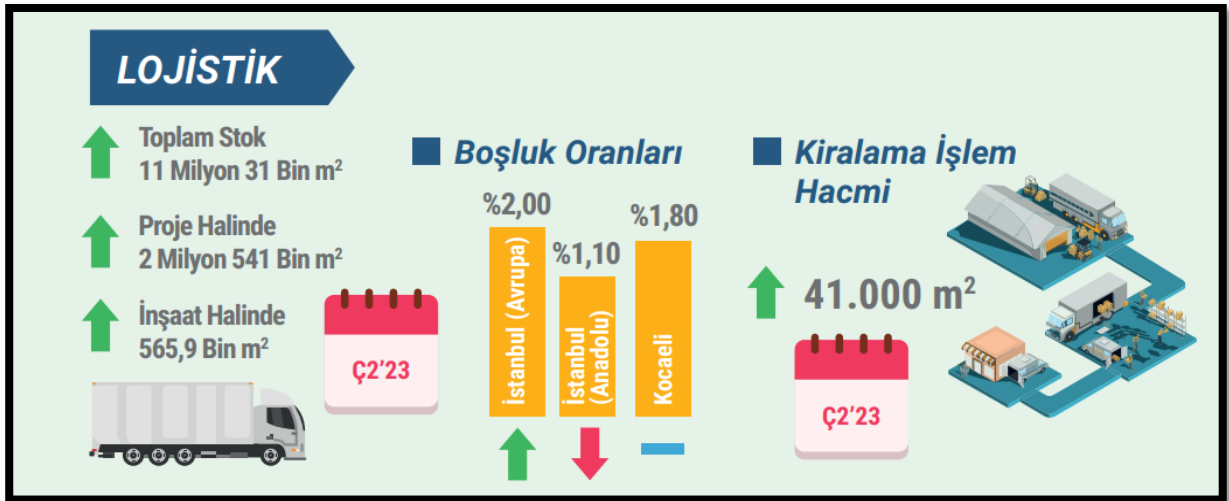 LOJİSTİK
Toplam Stok
11 Milyon 31 Bin m²
Proje Halinde
2 Milyon 541 Bin m²
İnşaat Halinde
565,9 Bin m²
Ç2’23
Boşluk Oranları
%2,00
%1,10
%1,80
İstanbul (Avrupa)
İstanbul
(Anadolu)
Kocaeli
Kiralama İşlem
Hacmi
41.000 m²
Ç2’23